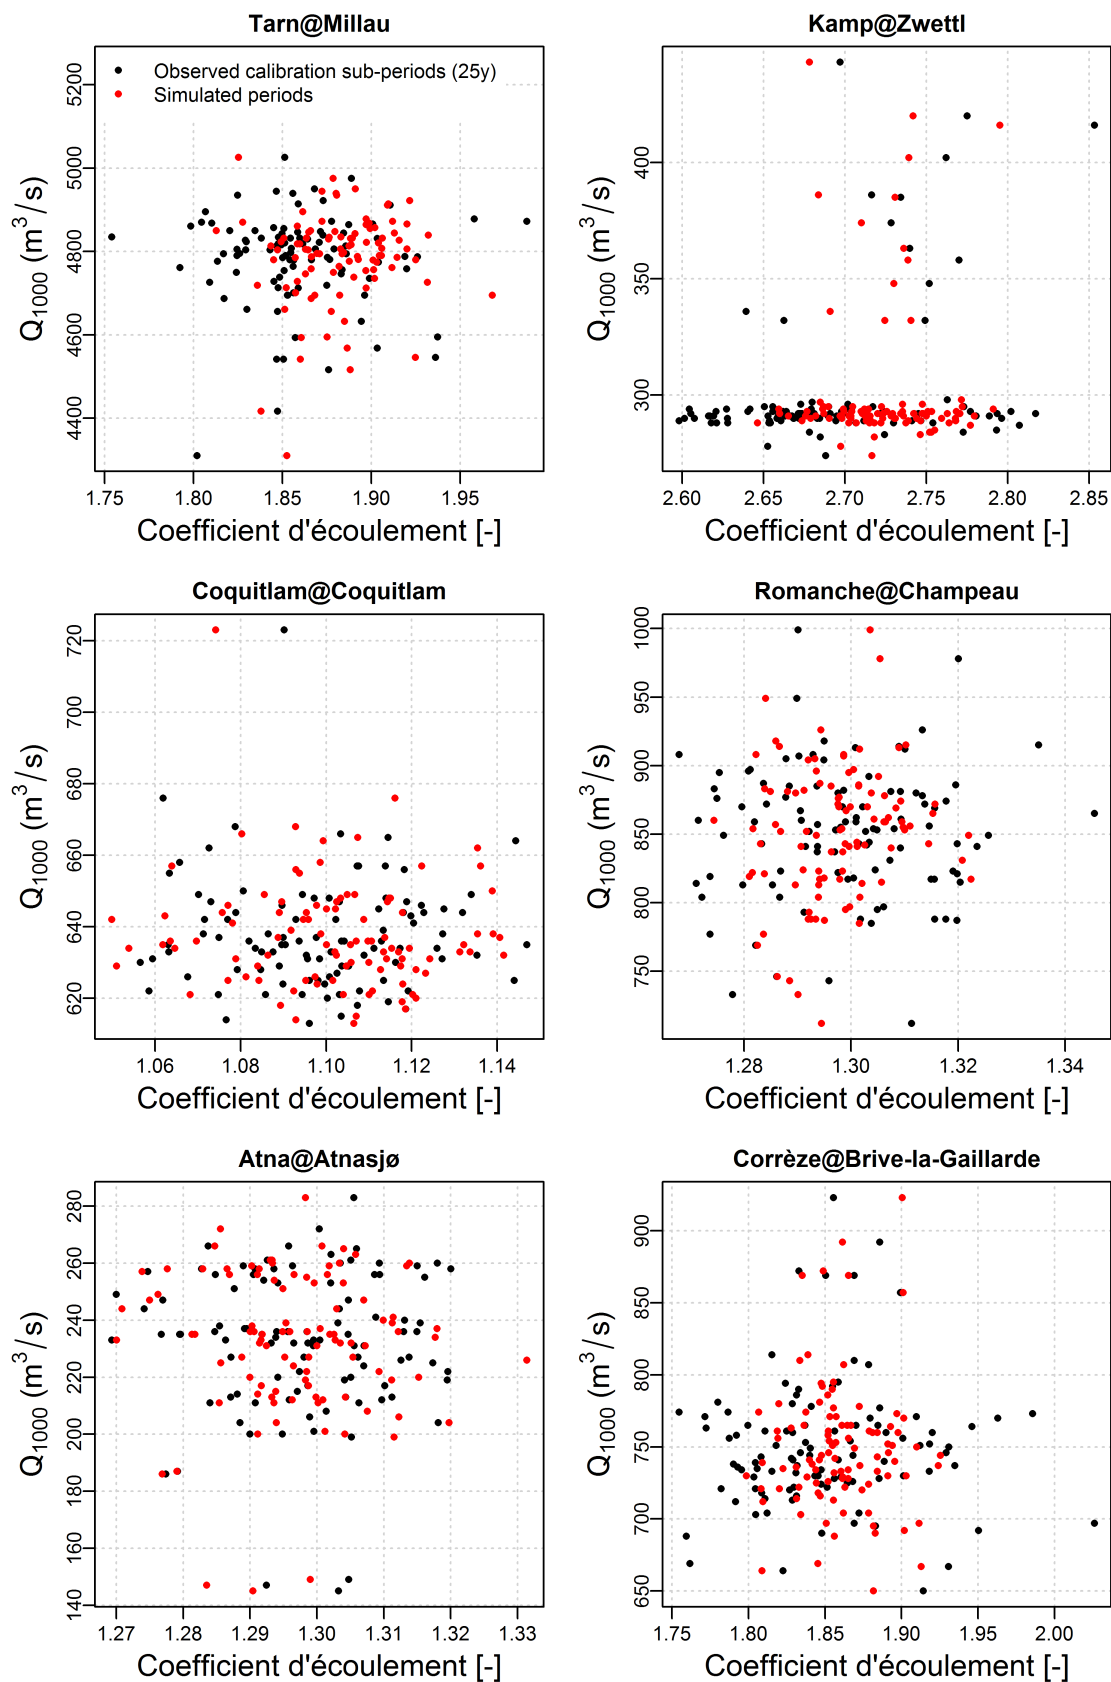 Tarn@Millau
Observed calibration sub-periods (25y)
Simulated periods
5200
5000
4800
4600
4400
Q1000 (m³/s)
1.75 1.80 1.85 1.90 1.95
Coefficient d'écoulement [-]
Kamp@Zwettl
400
350
300
Q1000 (m³/s)
2.60 2.65 2.70 2.75 2.80 2.85
Coefficient d'écoulement [-]
Coquitlam@Coquitlam
720
700
680
660
640
620
Q1000 (m³/s)
1.06 1.08 1.10 1.12 1.14
Coefficient d'écoulement [-]
Romanche@Champeau
1000
950
900
850
800
750
Q1000 (m³/s)
1.28 1.30 1.32 1.34
Coefficient d'écoulement [-]
Atna@Atnasjø
280
260
240
220
200
180
160
140
Q1000 (m³/s)
1.27 1.28 1.29 1.30 1.31 1.32 1.33
Coefficient d'écoulement [-]
Corrèze@Brive-la-Gaillarde
900
850
800
750
700
650
Q1000 (m³/s)
1.75 1.80 1.85 1.90 1.95 2.00
Coefficient d'écoulement [-]